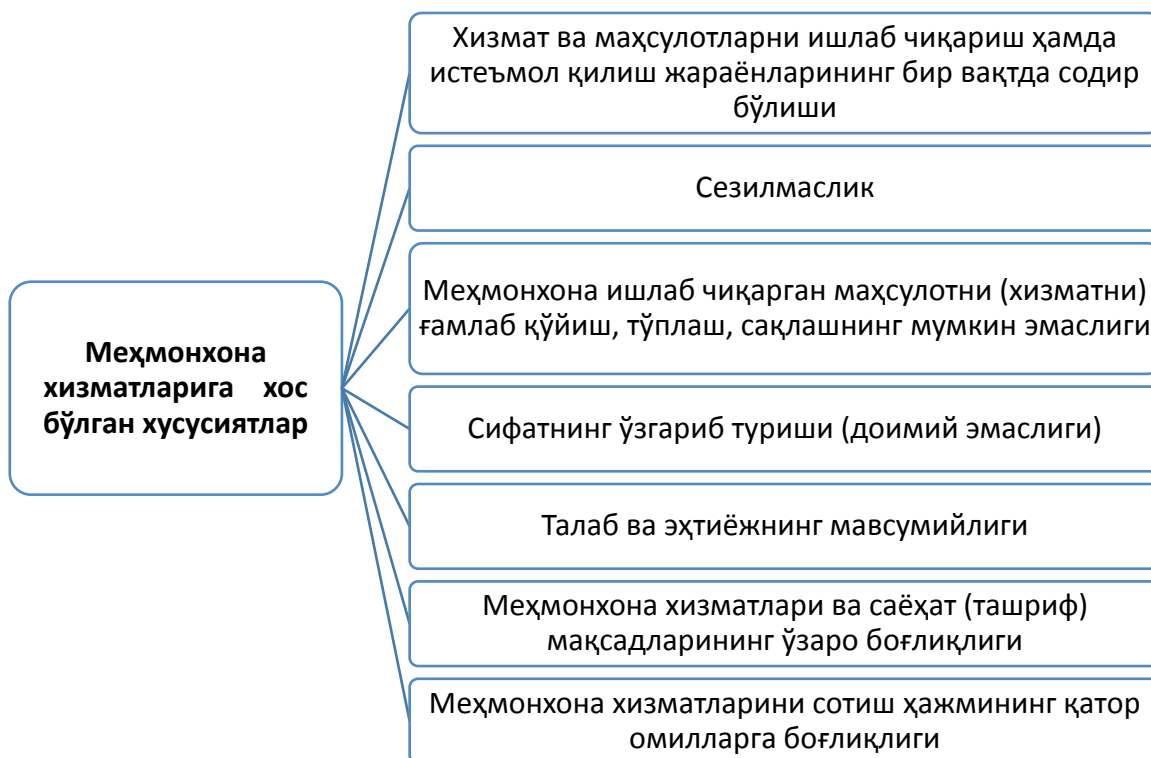 Хизмат ва маҳсулотларни ишлаб чиқариш ҳамда
истеъмол қилиш жараёнларининг бир вақтда содир
бўлиши
Сезилмаслик
Меҳмонхона ишлаб чиқарган маҳсулотни (хизматни)
ғамлаб қўйиш, тўплаш, сақлашнинг мумкин эмаслиги
Меҳмонхона
хизматларига хос
бўлган хусусиятлар
Сифатнинг ўзгариб туриши (доимий эмаслиги)
Талаб ва эҳтиёжнинг мавсумийлиги
Меҳмонхона хизматлари ва саёҳат (ташриф)
мақсадларининг ўзаро боғлиқлиги
Меҳмонхона хизматларини сотиш ҳажмининг қатор
омилларга боғлиқлиги